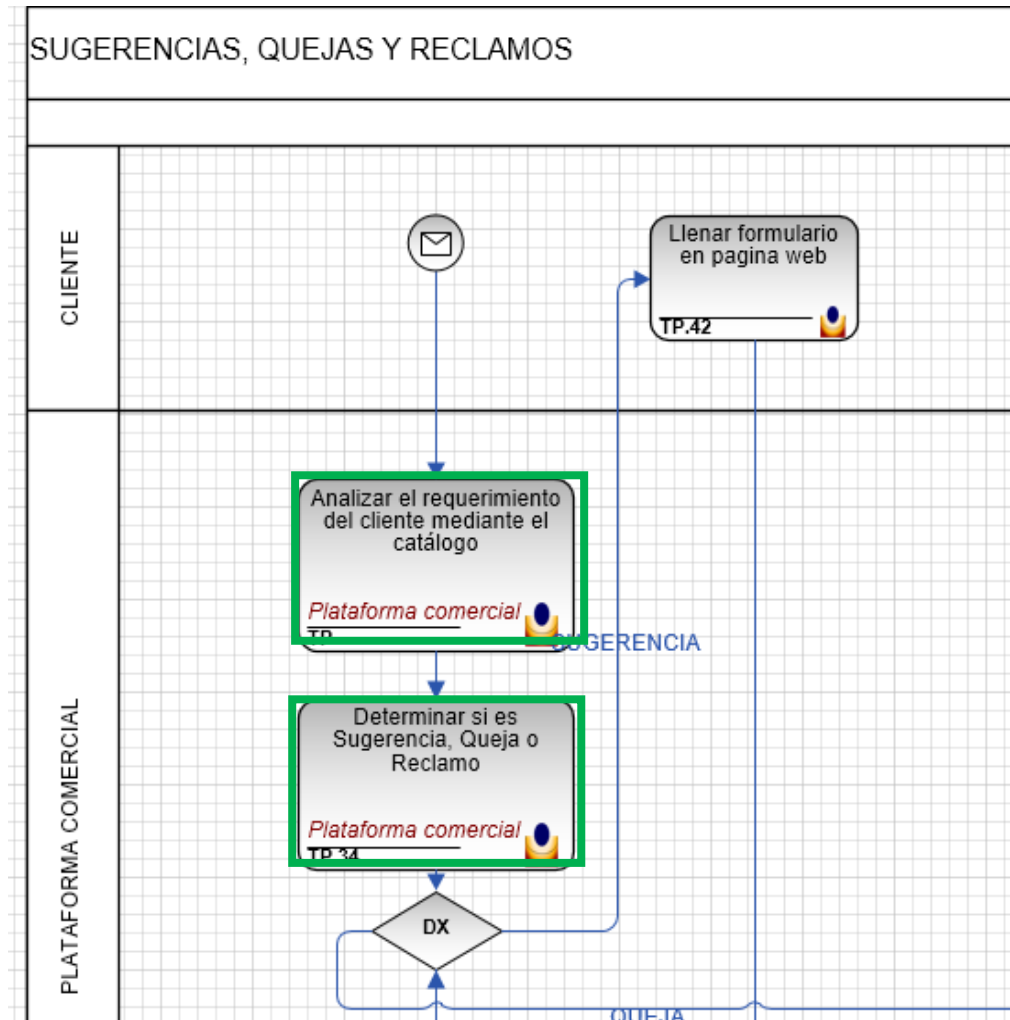 SUGERENCIAS, QUEJAS Y RECLAMOS
CLIENTE
Llenar formulario
en pagina web
TP.42
PLATAFORMA COMERCIAL
Analizar el requerimiento
del cliente mediante el
catálogo
Plataforma comercial
TP
SUGERENCIA
Determinar si es
Sugerencia, Queja o
Reclamo
Plataforma comercial
TP.34
DX
QUEJA